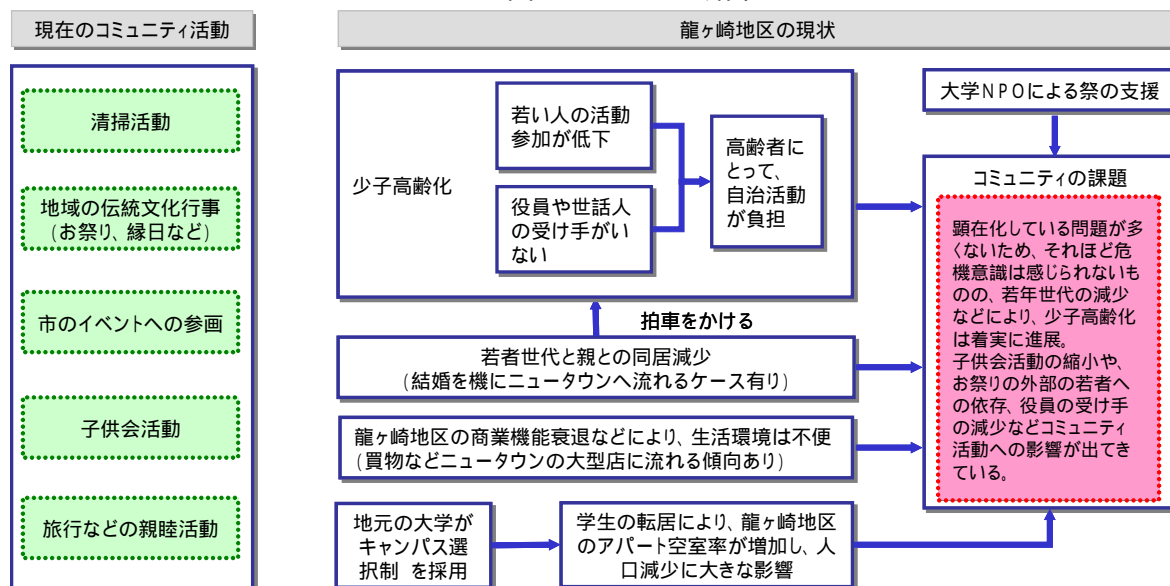 現在のコミュニティ活動
龍ヶ崎地区の現状
清掃活動
地域の伝統文化行事
(お祭り、縁日など)
市のイベントへの参画
子供会活動
旅行などの親睦活動
少子高齢化
若い人の活動
参加が低下
役員や世話人
の受け手がい
ない
高齢者に
とって、
自治活動
が負担
拍車をかける
若者世代と親との同居減少
(結婚を機にニュータウンへ流れるケース有り)
龍ヶ崎地区の商業機能衰退などにより、生活環境は不便
(買物などニュータウンの大型店に流れる傾向あり)
地元の大学が
キャンパス選
択制 を採用
学生の転居により、龍ヶ崎地区
のアパート空室率が増加し、人
口減少に大きな影響
大学NPOによる祭の支援
コミュニティの課題
顕在化している問題が多
くないため、それほど危
機意識は感じられないも
のの、若年世代の減少
などにより、少子高齢化
は着実に進展。
子供会活動の縮小や、
お祭りの外部の若者へ
の依存、役員の受け手
の減少などコミュニティ
活動への影響が出てき
ている。